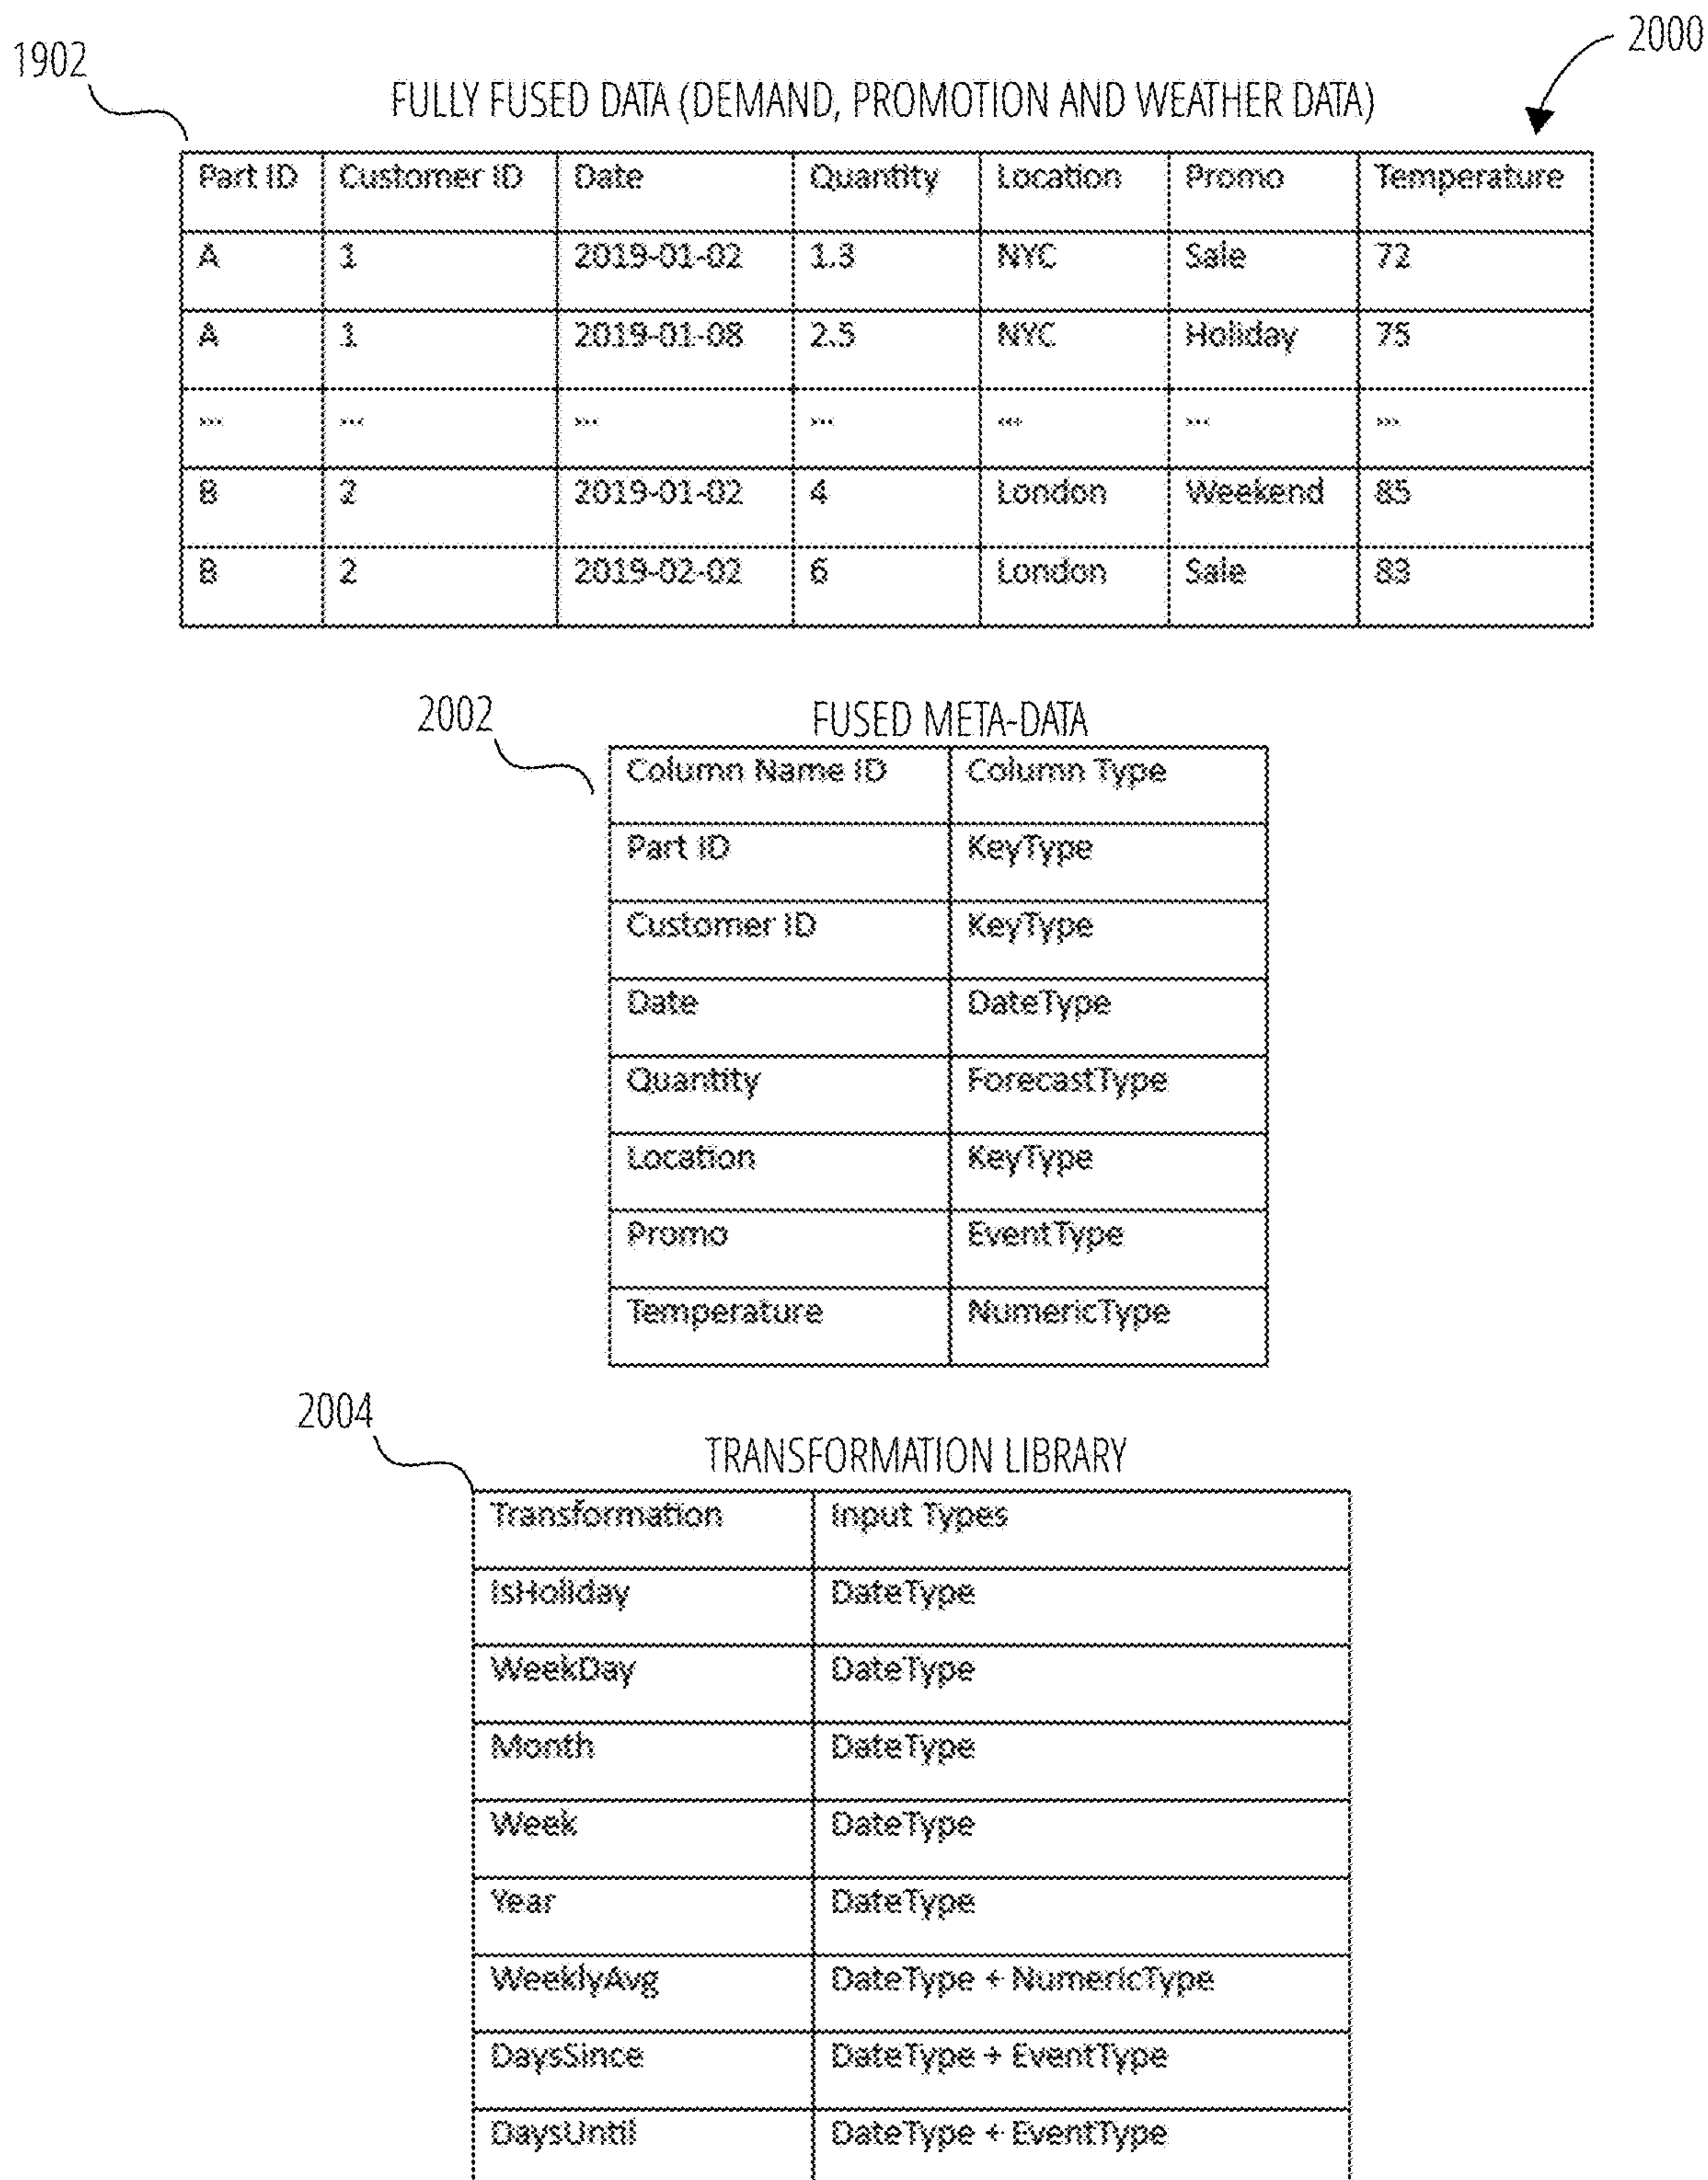 2000
1902
FULLY FUSED DATA (DEMAND, PROMOTION AND WEATHER DATA)
Part ID Customer ID Date Quantity Location Promo Temperature
A 1 2019-01-02 1.3 NYC Sale 72
A 1 2019-01-08 2.5 NYC Holiday 75
... ... ... ... ... ... ...
B 2 2019-01-02 4 London Weekend 85
B 2 2019-02-02 6 London Sale 83
2002
FUSED META-DATA
Column Name ID Column Type
Part ID KeyType
Customer ID KeyType
Date DateType
Quantity ForecastType
Location KeyType
Promo EventType
Temperature NumericType
2004
TRANSFORMATION LIBRARY
Transformation Input Types
IsHoliday DateType
WeekDay DateType
Month DateType
Week DateType
Year DateType
WeeklyAvg DateType + NumericType
DaysSince DateType + EventType
DaysUntil DateType + EventType